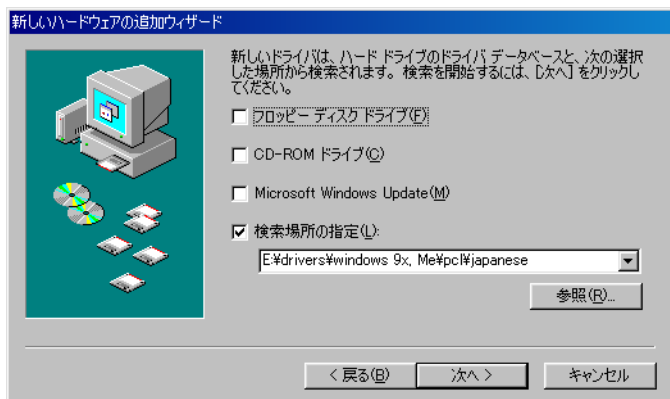 新しいハードウェアの追加ウィザード
新しいドライバは、ハード ドライブのドライバ データベースと、次の選択
した場所から検索されます。検索を開始するには、[次へ] をクリックし
てください。
フロッピー ディスク ドライブ(F)
CD-ROM ドライブ(C)
Microsoft Windows Update(M)
検索場所の指定(L):
E:¥drivers¥windows 9x, Me¥pcl¥japanese
参照(R)...
< 戻る(B)
次へ >
キャンセル